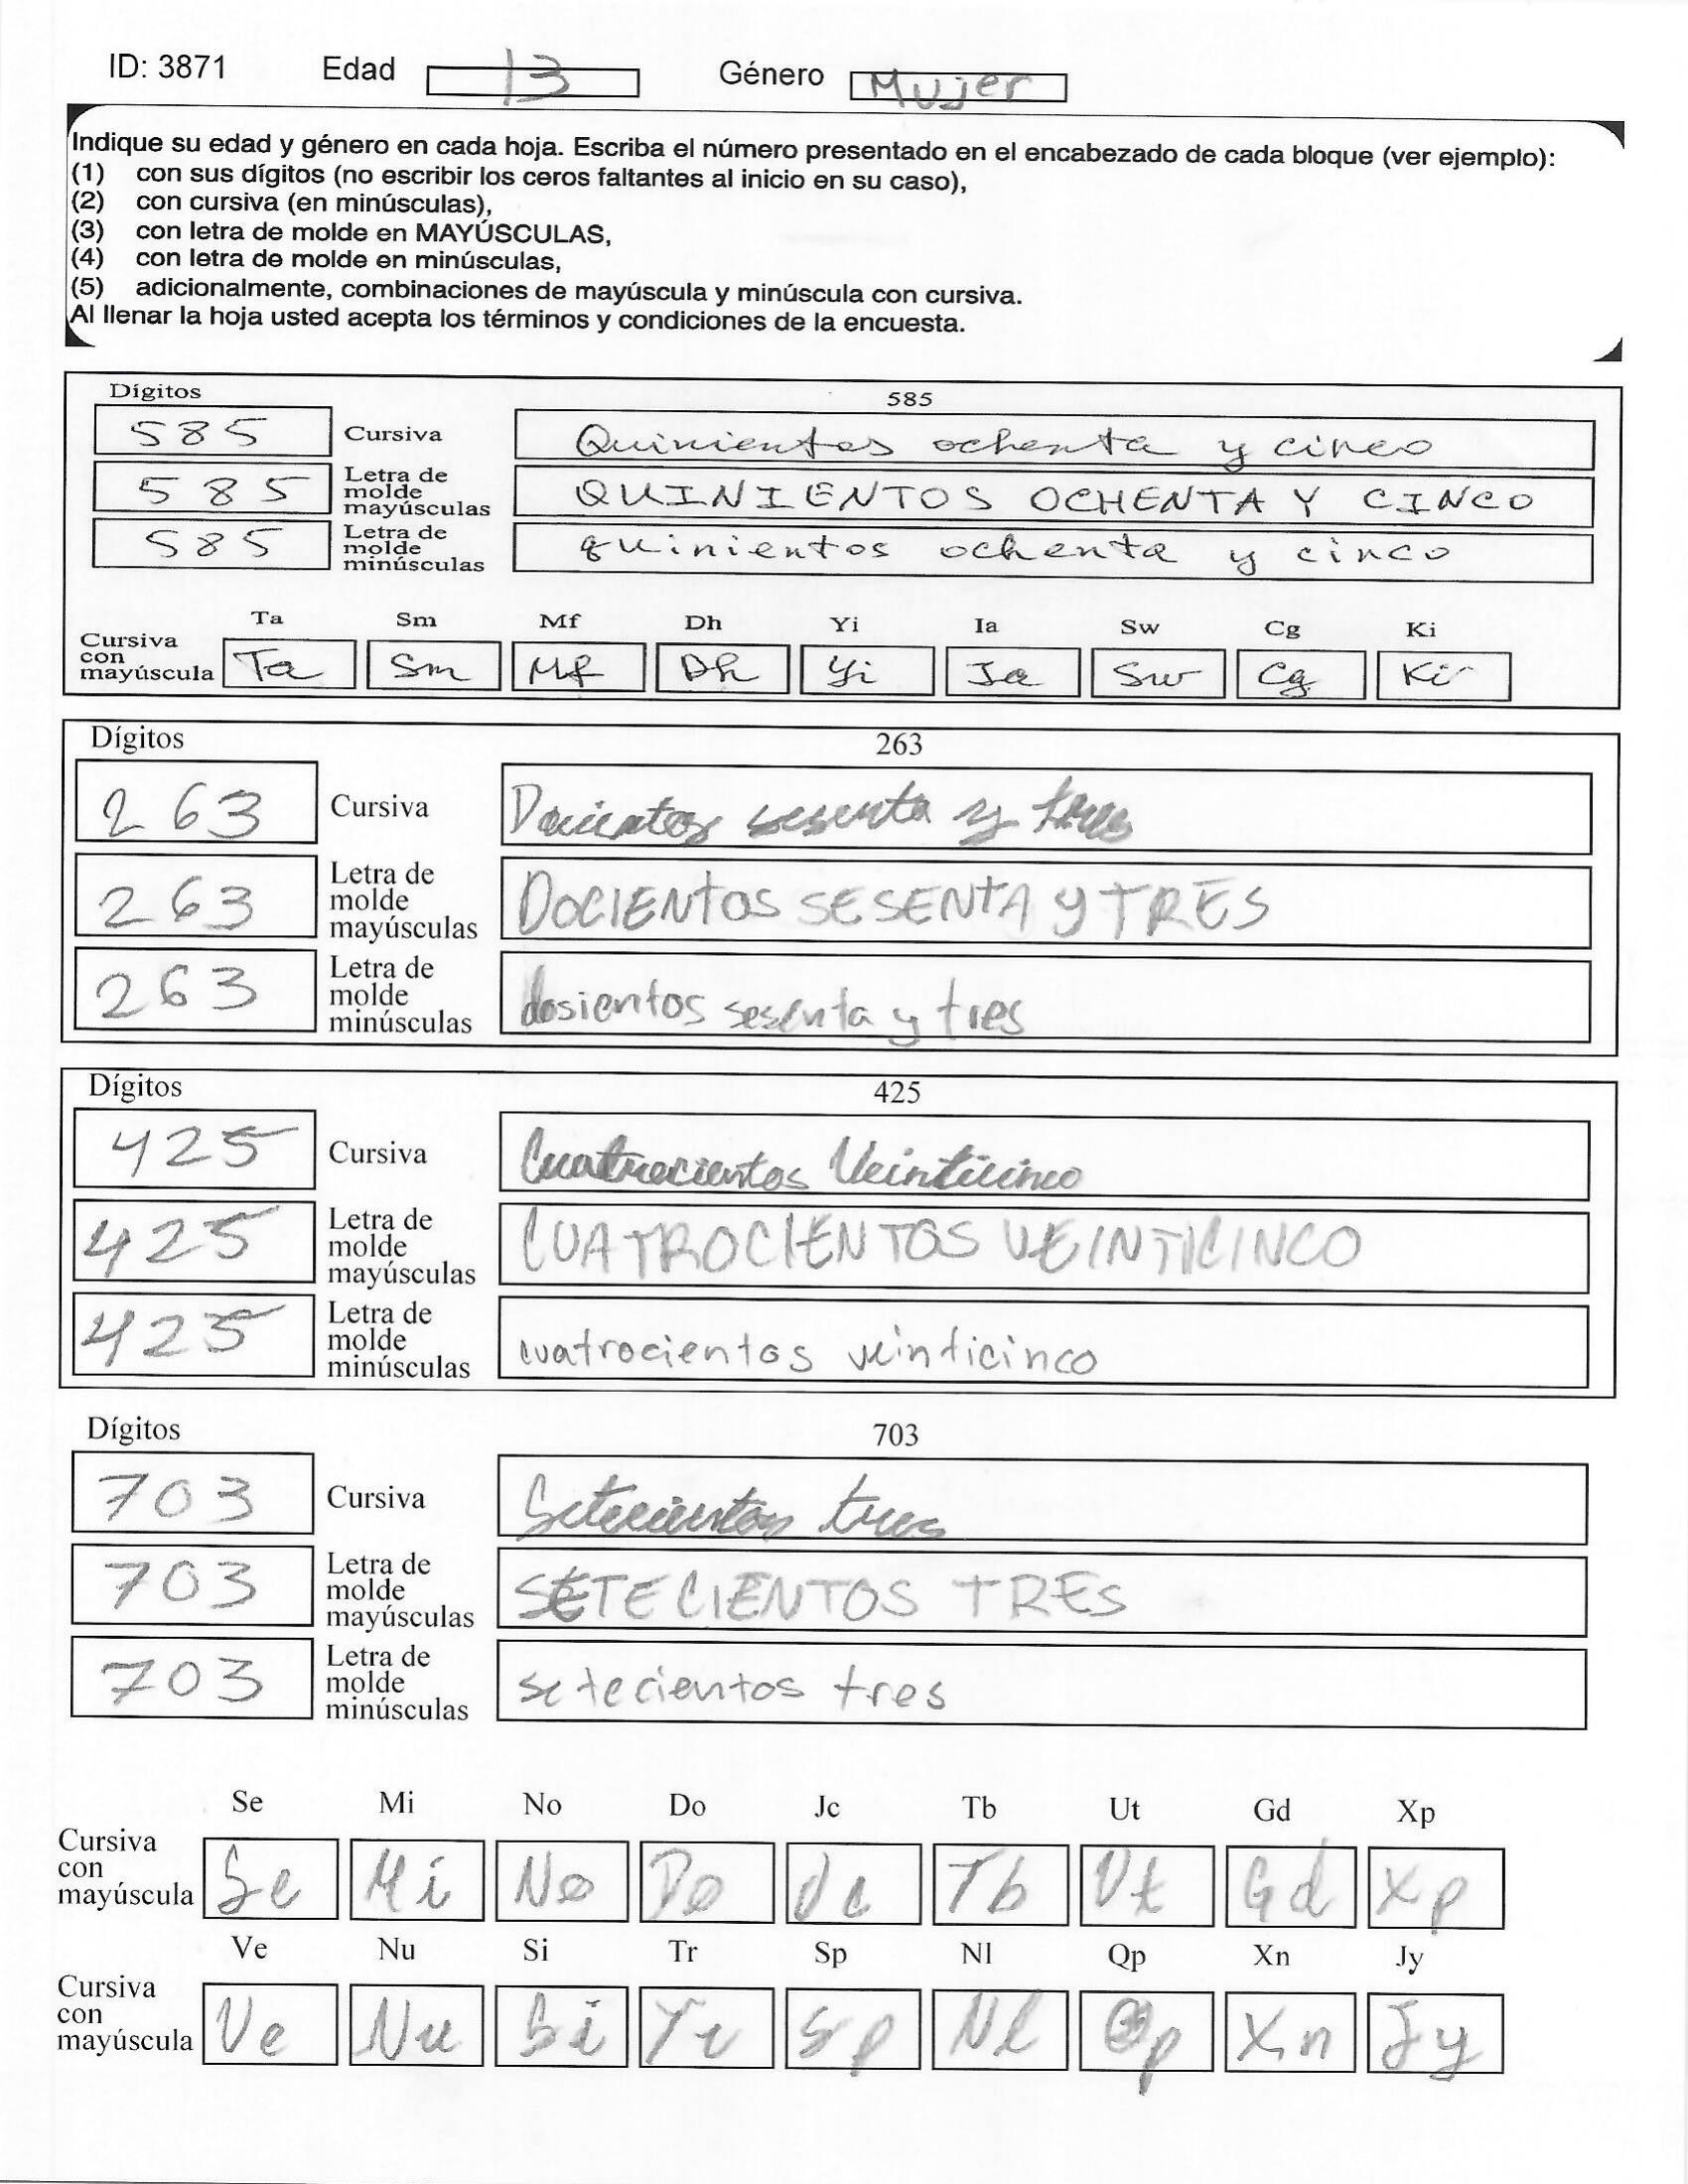 ID: 3871 Edad 13 Género Mujer
Indique su edad y género en cada hoja. Escriba el número presentado en el encabezado de cada bloque (ver ejemplo):
(1) con sus dígitos (no escribir los ceros faltantes al inicio en su caso),
(2) con cursiva (en minúsculas),
(3) con letra de molde en MAYÚSCULAS,
(4) con letra de molde en minúsculas,
(5) adicionalmente, combinaciones de mayúscula y minúscula con cursiva.
Al llenar la hoja usted acepta los términos y condiciones de la encuesta.
Dígitos 585
585 Cursiva Quinientos ochenta y cinco
585 Letra de molde mayúsculas QUINIENTOS OCHENTA Y CINCO
585 Letra de molde minúsculas quinientos ochenta y cinco
Ta Sm Mf Dh Yi Ia Sw Cg Ki
Cursiva con mayúscula Ta Sm Mf Dh Yi Ia Sw Cg Ki
Dígitos 263
263 Cursiva Docientos sesenta y tres
263 Letra de molde mayúsculas DOCIENtOS SESENTA y TRES
263 Letra de molde minúsculas dosientos sesenta y tres
Dígitos 425
425 Cursiva Cuatrocientos Veinticinco
425 Letra de molde mayúsculas CUATROCIENTOS VEINTICINCO
425 Letra de molde minúsculas cuatrocientos veinticinco
Dígitos 703
703 Cursiva Setecientos tres
703 Letra de molde mayúsculas SETECIENTOS TRES
703 Letra de molde minúsculas setecientos tres
Se Mi No Do Jc Tb Ut Gd Xp
Cursiva con mayúscula Se Mi No Do Jc Tb Ut Gd Xp
Ve Nu Si Tr Sp Nl Qp Xn Jy
Cursiva con mayúscula Ve Nu Si Tr Sp Nl Qp Xn Jy